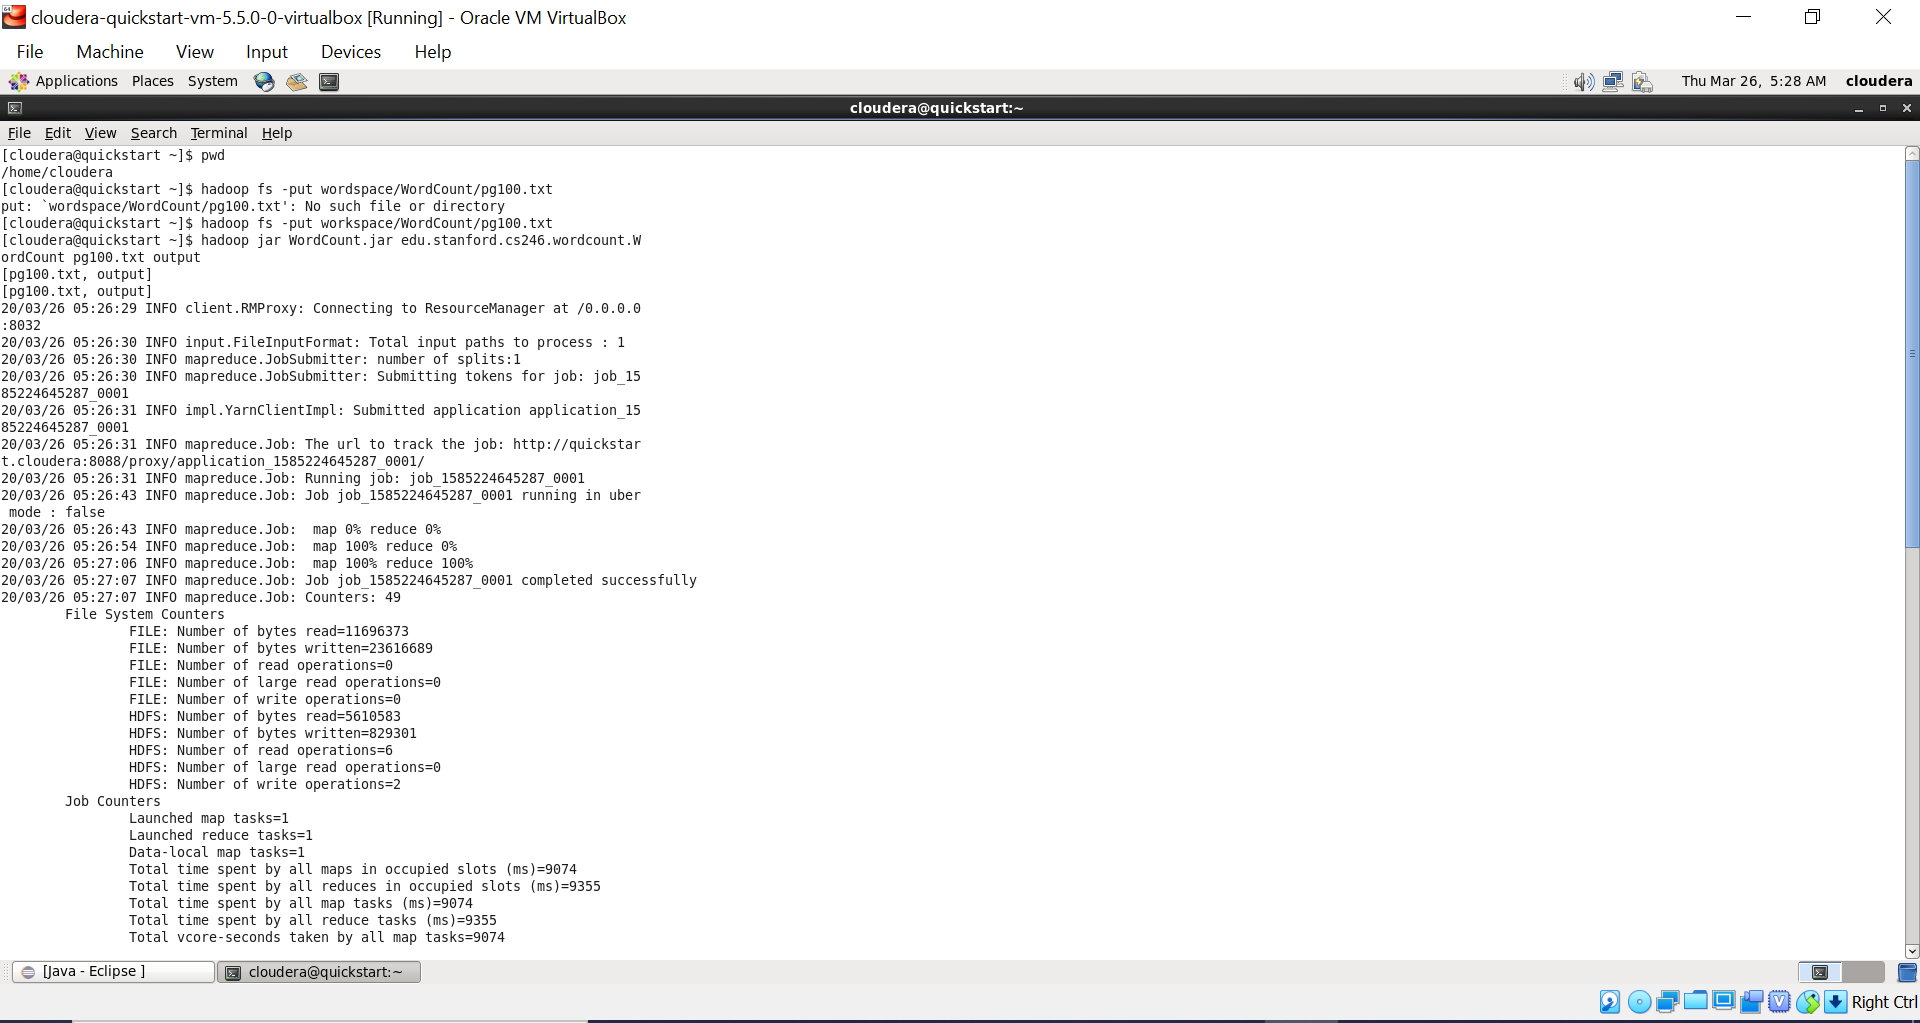 cloudera-quickstart-vm-5.5.0-0-virtualbox [Running] - Oracle VM VirtualBox
File Machine View Input Devices Help
Applications Places System Thu Mar 26, 5:28 AM cloudera
cloudera@quickstart:~
File Edit View Search Terminal Help
[cloudera@quickstart ~]$ pwd
/home/cloudera
[cloudera@quickstart ~]$ hadoop fs -put wordspace/WordCount/pg100.txt
put: `wordspace/WordCount/pg100.txt': No such file or directory
[cloudera@quickstart ~]$ hadoop fs -put workspace/WordCount/pg100.txt
[cloudera@quickstart ~]$ hadoop jar WordCount.jar edu.stanford.cs246.wordcount.W
ordCount pg100.txt output
[pg100.txt, output]
[pg100.txt, output]
20/03/26 05:26:29 INFO client.RMProxy: Connecting to ResourceManager at /0.0.0.0
:8032
20/03/26 05:26:30 INFO input.FileInputFormat: Total input paths to process : 1
20/03/26 05:26:30 INFO mapreduce.JobSubmitter: number of splits:1
20/03/26 05:26:30 INFO mapreduce.JobSubmitter: Submitting tokens for job: job_15
85224645287_0001
20/03/26 05:26:31 INFO impl.YarnClientImpl: Submitted application application_15
85224645287_0001
20/03/26 05:26:31 INFO mapreduce.Job: The url to track the job: http://quickstar
t.cloudera:8088/proxy/application_1585224645287_0001/
20/03/26 05:26:31 INFO mapreduce.Job: Running job: job_1585224645287_0001
20/03/26 05:26:43 INFO mapreduce.Job: Job job_1585224645287_0001 running in uber
 mode : false
20/03/26 05:26:43 INFO mapreduce.Job:  map 0% reduce 0%
20/03/26 05:26:54 INFO mapreduce.Job:  map 100% reduce 0%
20/03/26 05:27:06 INFO mapreduce.Job:  map 100% reduce 100%
20/03/26 05:27:07 INFO mapreduce.Job: Job job_1585224645287_0001 completed successfully
20/03/26 05:27:07 INFO mapreduce.Job: Counters: 49
File System Counters
FILE: Number of bytes read=11696373
FILE: Number of bytes written=23616689
FILE: Number of read operations=0
FILE: Number of large read operations=0
FILE: Number of write operations=0
HDFS: Number of bytes read=5610583
HDFS: Number of bytes written=829301
HDFS: Number of read operations=6
HDFS: Number of large read operations=0
HDFS: Number of write operations=2
Job Counters
Launched map tasks=1
Launched reduce tasks=1
Data-local map tasks=1
Total time spent by all maps in occupied slots (ms)=9074
Total time spent by all reduces in occupied slots (ms)=9355
Total time spent by all map tasks (ms)=9074
Total time spent by all reduce tasks (ms)=9355
Total vcore-seconds taken by all map tasks=9074
[Java - Eclipse ] cloudera@quickstart:~
Right Ctrl